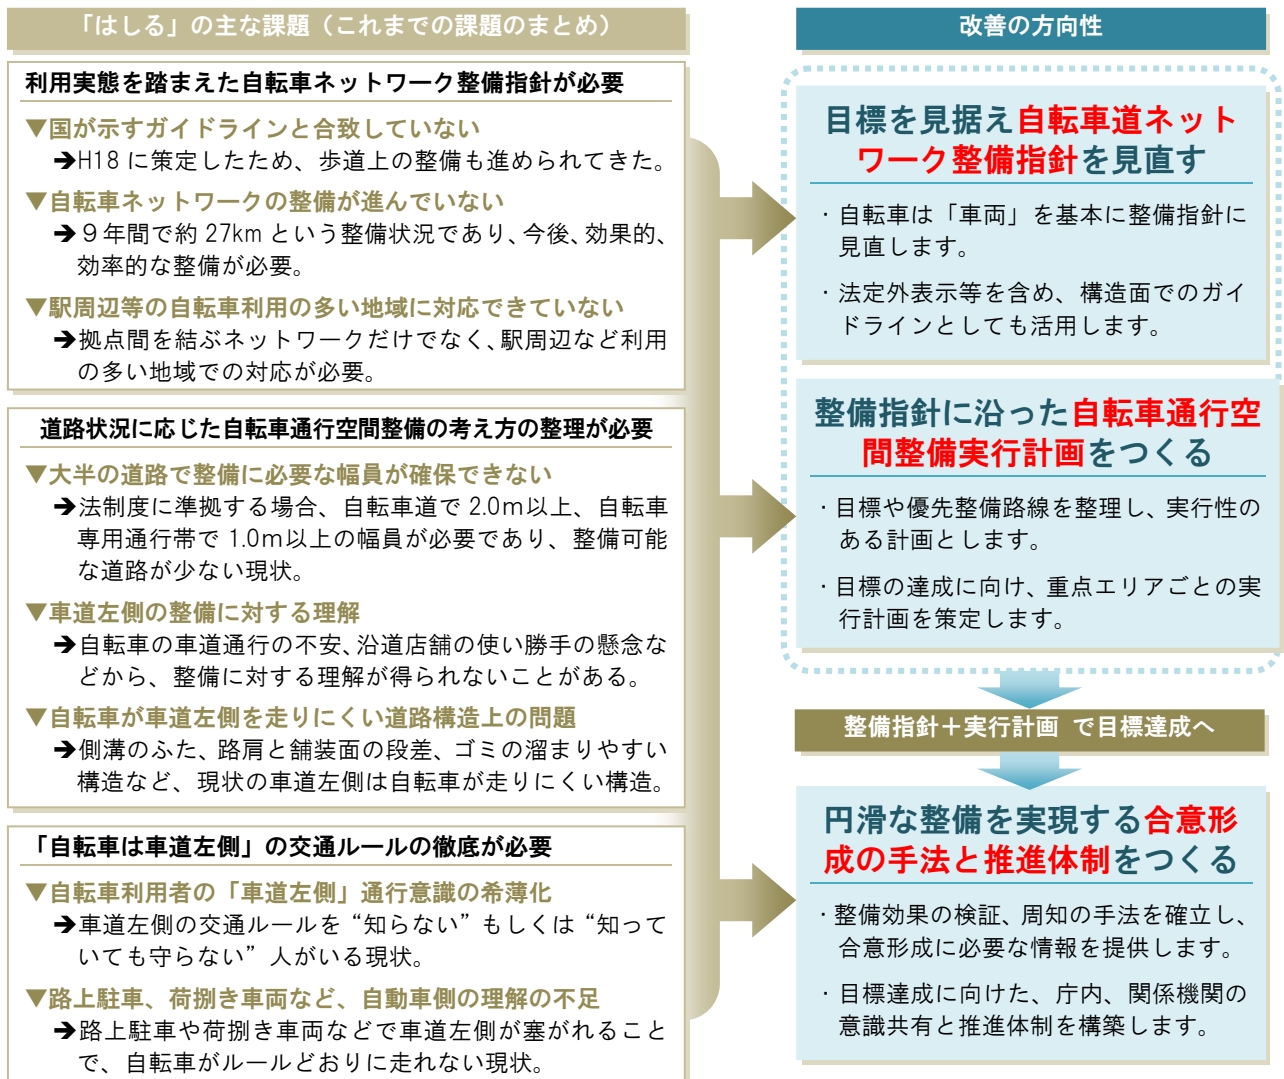 「はしる」の主な課題（これまでの課題のまとめ）
利用実態を踏まえた自転車ネットワーク整備指針が必要
▼国が示すガイドラインと合致していない
➔H18に策定したため、歩道上の整備も進められてきた。
▼自転車ネットワークの整備が進んでいない
➔９年間で約27kmという整備状況であり、今後、効果的、
効率的な整備が必要。
▼駅周辺等の自転車利用の多い地域に対応できていない
➔拠点間を結ぶネットワークだけでなく、駅周辺など利用
の多い地域での対応が必要。
道路状況に応じた自転車通行空間整備の考え方の整理が必要
▼大半の道路で整備に必要な幅員が確保できない
➔法制度に準拠する場合、自転車道で2.0m以上、自転車
専用通行帯で1.0m以上の幅員が必要であり、整備可能
な道路が少ない現状。
▼車道左側の整備に対する理解
➔自転車の車道通行の不安、沿道店舗の使い勝手の懸念な
どから、整備に対する理解が得られないことがある。
▼自転車が車道左側を走りにくい道路構造上の問題
➔側溝のふた、路肩と舗装面の段差、ゴミの溜まりやすい
構造など、現状の車道左側は自転車が走りにくい構造。
「自転車は車道左側」の交通ルールの徹底が必要
▼自転車利用者の「車道左側」通行意識の希薄化
➔車道左側の交通ルールを“知らない”もしくは“知って
いても守らない”人がいる現状。
▼路上駐車、荷捌き車両など、自動車側の理解の不足
➔路上駐車や荷捌き車両などで車道左側が塞がれること
で、自転車がルールどおりに走れない現状。
改善の方向性
目標を見据え自転車道ネット
ワーク整備指針を見直す
・自転車は「車両」を基本に整備指針に
見直します。
・法定外表示等を含め、構造面でのガイ
ドラインとしても活用します。
整備指針に沿った自転車通行空
間整備実行計画をつくる
・目標や優先整備路線を整理し、実行性の
ある計画とします。
・目標の達成に向け、重点エリアごとの実
行計画を策定します。
整備指針＋実行計画 で目標達成へ
円滑な整備を実現する合意形
成の手法と推進体制をつくる
・整備効果の検証、周知の手法を確立し、
合意形成に必要な情報を提供します。
・目標達成に向けた、庁内、関係機関の
意識共有と推進体制を構築します。